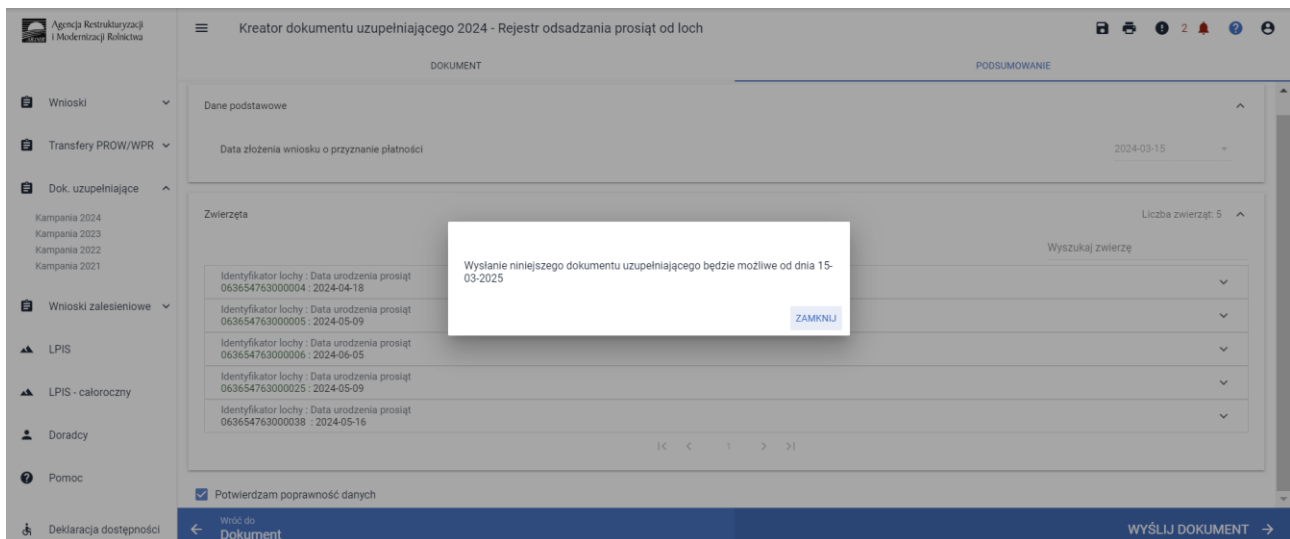 Agencja Restrukturyzacji
i Modernizacji Rolnictwa
Kreator dokumentu uzupełniającego 2024 - Rejestr odsadzania prosiąt od loch
2
DOKUMENT
PODSUMOWANIE
Wnioski
Transfery PROW/WPR
Dok. uzupełniające
Kampania 2024
Kampania 2023
Kampania 2022
Kampania 2021
Wnioski zalesieniowe
LPIS
LPIS - całoroczny
Doradcy
Pomoc
Deklaracja dostępności
Dane podstawowe
Data złożenia wniosku o przyznanie płatności
2024-03-15
Zwierzęta
Liczba zwierząt: 5
Wyszukaj zwierzę
Identyfikator lochy : Data urodzenia prosiąt
063654763000004 : 2024-04-18
Identyfikator lochy : Data urodzenia prosiąt
063654763000005 : 2024-05-09
Identyfikator lochy : Data urodzenia prosiąt
063654763000006 : 2024-06-05
Identyfikator lochy : Data urodzenia prosiąt
063654763000025 : 2024-05-09
Identyfikator lochy : Data urodzenia prosiąt
063654763000038 : 2024-05-16
1
Wysłanie niniejszego dokumentu uzupełniającego będzie możliwe od dnia 15-
03-2025
ZAMKNIJ
Potwierdzam poprawność danych
Wróć do
Dokument
WYŚLIJ DOKUMENT